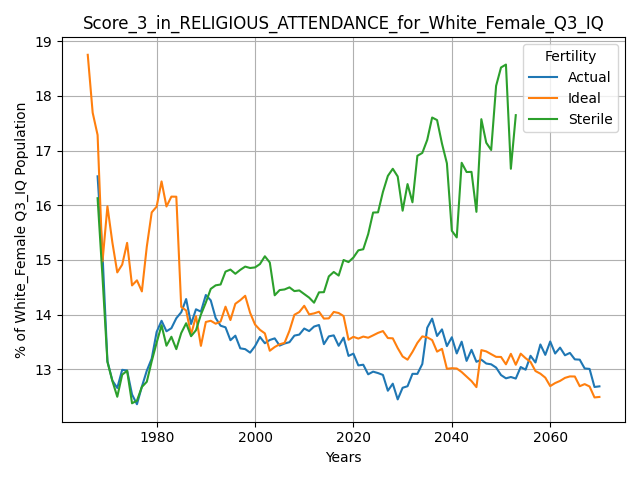 Score_3_in_RELIGIOUS_ATTENDANCE_for_White_Female_Q3_IQ
% of White_Female Q3_IQ Population
19
18
17
16
15
14
13
Fertility
Actual
Ideal
Sterile
1980 2000 2020 2040 2060
Years